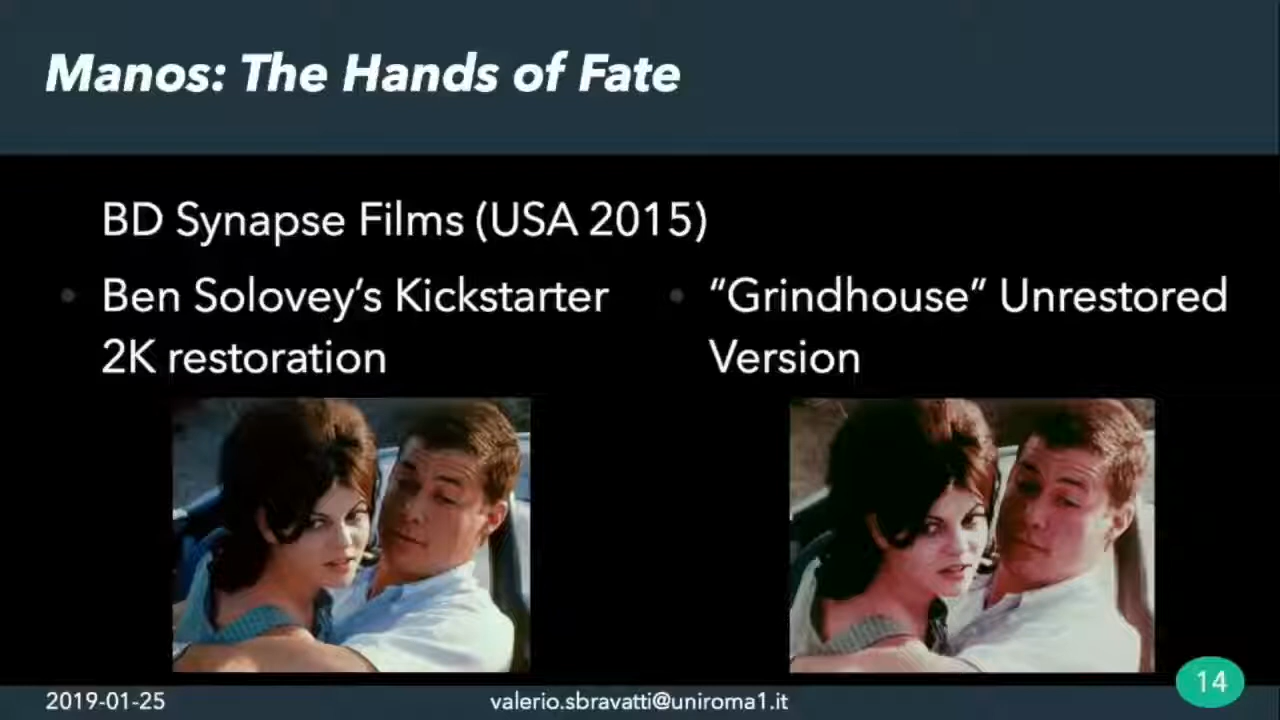 Manos: The Hands of Fate
BD Synapse Films (USA 2015)
Ben Solovey’s Kickstarter
2K restoration
“Grindhouse” Unrestored
Version
2019-01-25
valerio.sbravatti@uniroma1.it
14